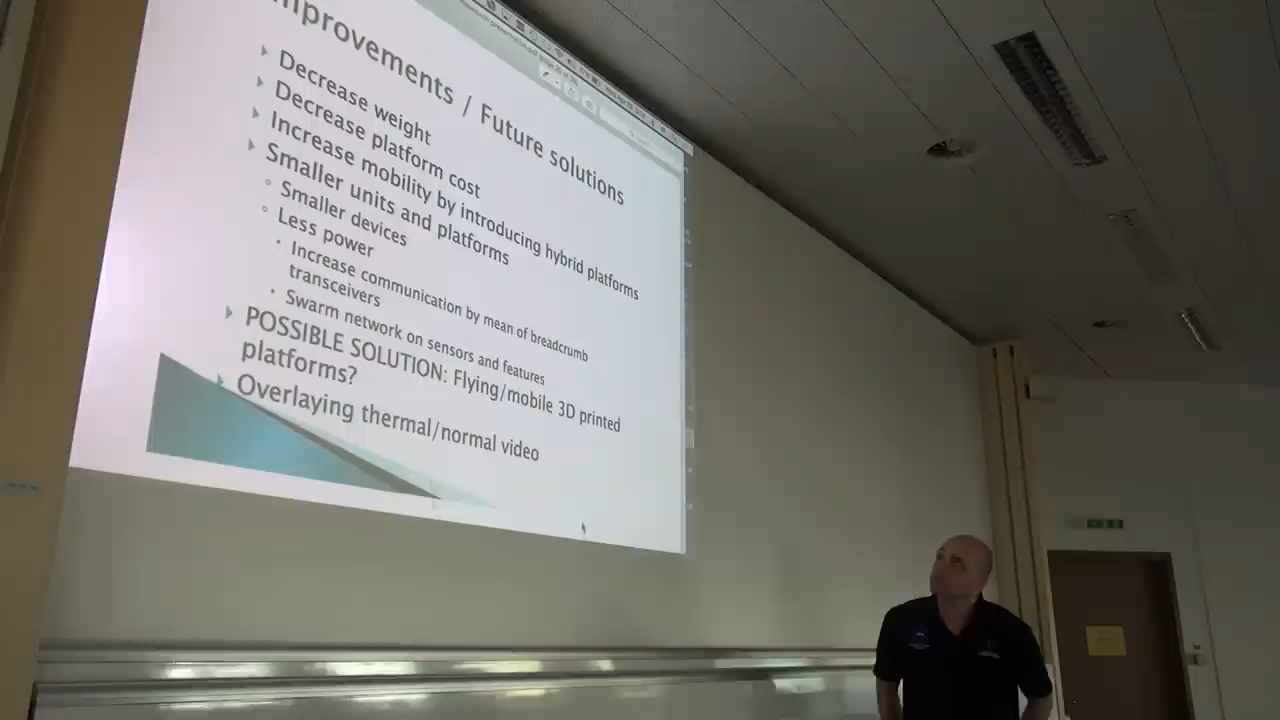 Improvements / Future solutions
Decrease weight
Decrease platform cost
Increase mobility by introducing hybrid platforms
Smaller units and platforms
Smaller devices
Less power
Increase communication by mean of breadcrumb
transceivers
Swarm network on sensors and features
POSSIBLE SOLUTION: Flying/mobile 3D printed
platforms?
Overlaying thermal/normal video